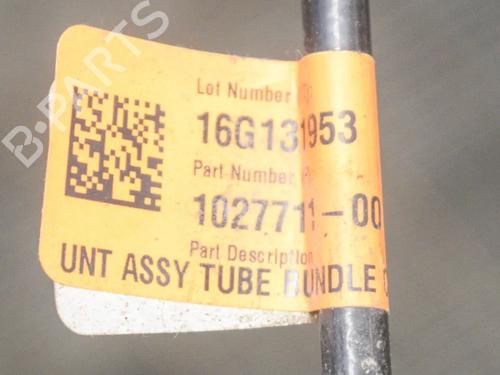 B-PARTS
Lot Number
16G131953
Part Number
1027711-00
Part Description
UNT ASSY TUBE BUNDLE